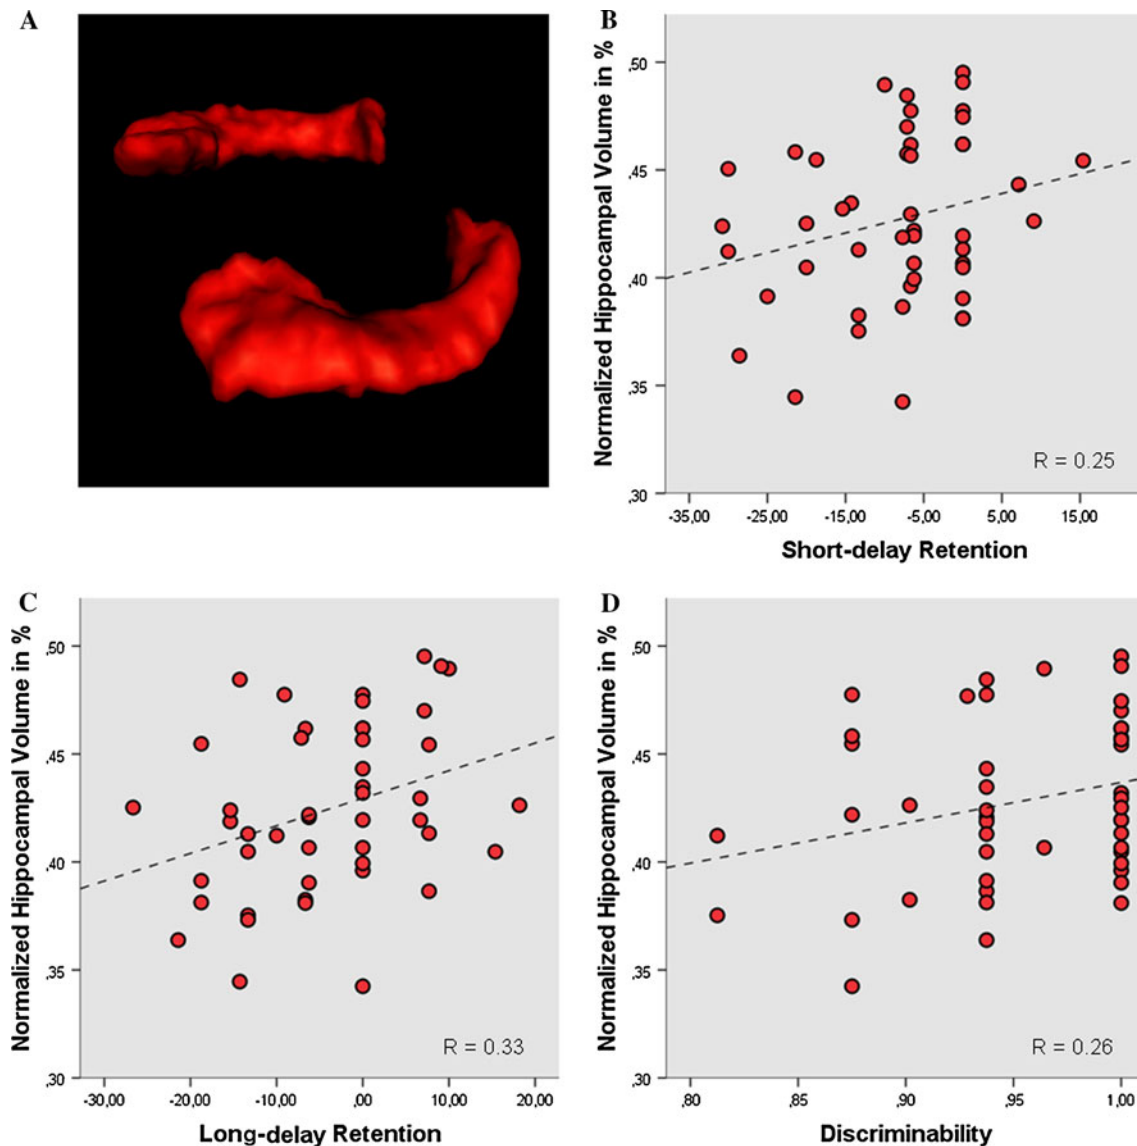 A
B
Normalized Hippocampal Volume in %
,50
,45
,40
,35
,30
R = 0.25
-35,00 -25,00 -15,00 -5,00 5,00 15,00
Short-delay Retention
C
Normalized Hippocampal Volume in %
,50
,45
,40
,35
,30
R = 0.33
-30,00 -20,00 -10,00 ,00 10,00 20,00
Long-delay Retention
D
Normalized Hippocampal Volume in %
,50
,45
,40
,35
,30
R = 0.26
,80 ,85 ,90 ,95 1,00
Discriminability